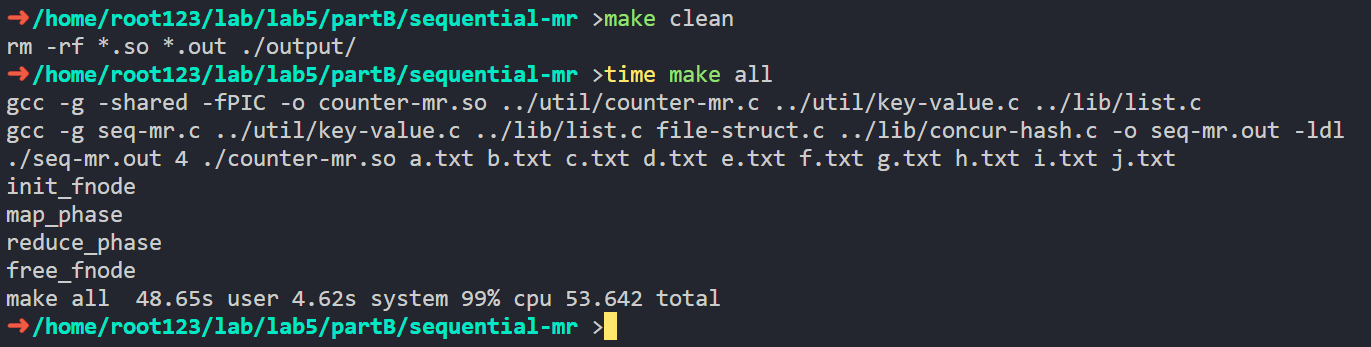 ➜/home/root123/lab/lab5/partB/sequential-mr >make clean
rm -rf *.so *.out ./output/
➜/home/root123/lab/lab5/partB/sequential-mr >time make all
gcc -g -shared -fPIC -o counter-mr.so ../util/counter-mr.c ../util/key-value.c ../lib/list.c
gcc -g seq-mr.c ../util/key-value.c ../lib/list.c file-struct.c ../lib/concur-hash.c -o seq-mr.out -ldl
./seq-mr.out 4 ./counter-mr.so a.txt b.txt c.txt d.txt e.txt f.txt g.txt h.txt i.txt j.txt
init_fnode
map_phase
reduce_phase
free_fnode
make all  48.65s user 4.62s system 99% cpu 53.642 total
➜/home/root123/lab/lab5/partB/sequential-mr >